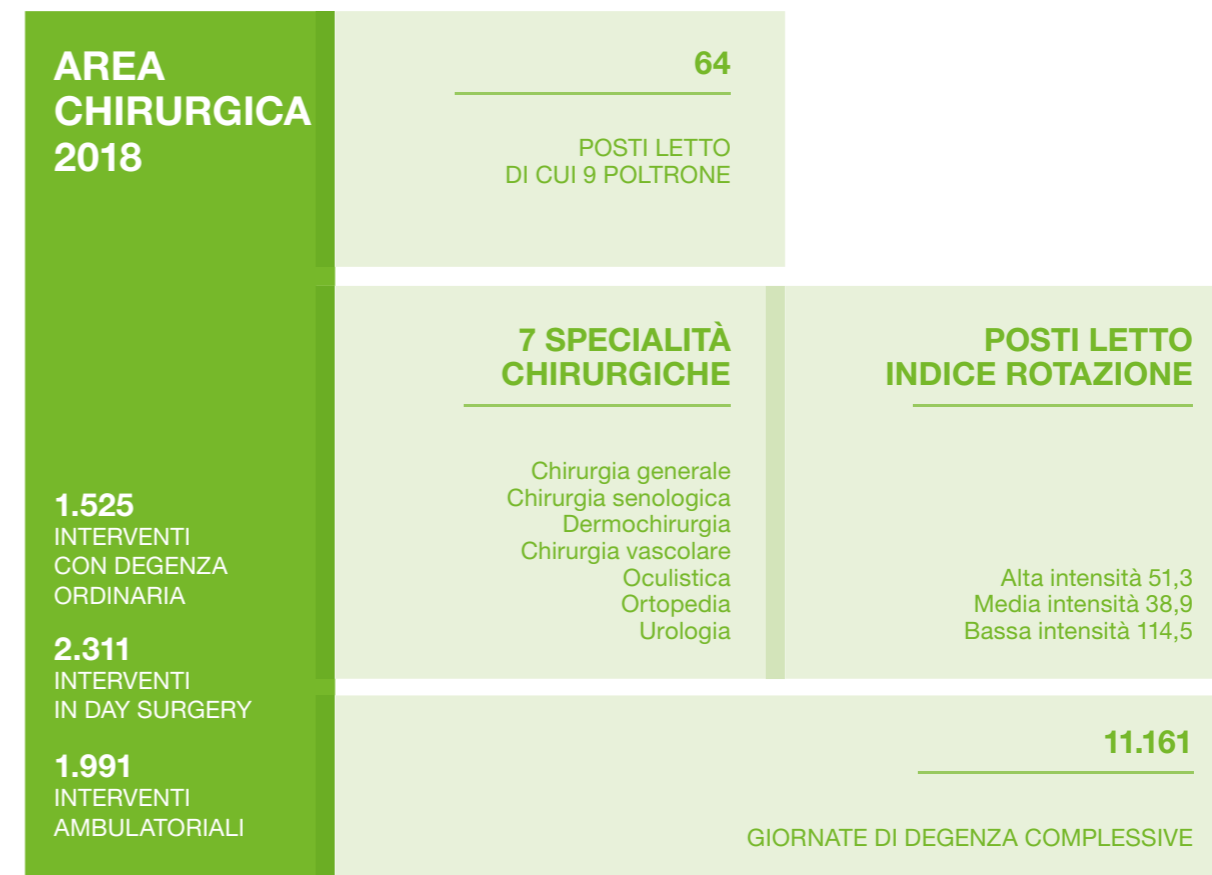 AREA
CHIRURGICA
2018
1.525
INTERVENTI
CON DEGENZA
ORDINARIA
2.311
INTERVENTI
IN DAY SURGERY
1.991
INTERVENTI
AMBULATORIALI
64
POSTI LETTO
DI CUI 9 POLTRONE
7 SPECIALITÀ
CHIRURGICHE
Chirurgia generale
Chirurgia senologica
Dermochirurgia
Chirurgia vascolare
Oculistica
Ortopedia
Urologia
POSTI LETTO
INDICE ROTAZIONE
Alta intensità 51,3
Media intensità 38,9
Bassa intensità 114,5
11.161
GIORNATE DI DEGENZA COMPLESSIVE